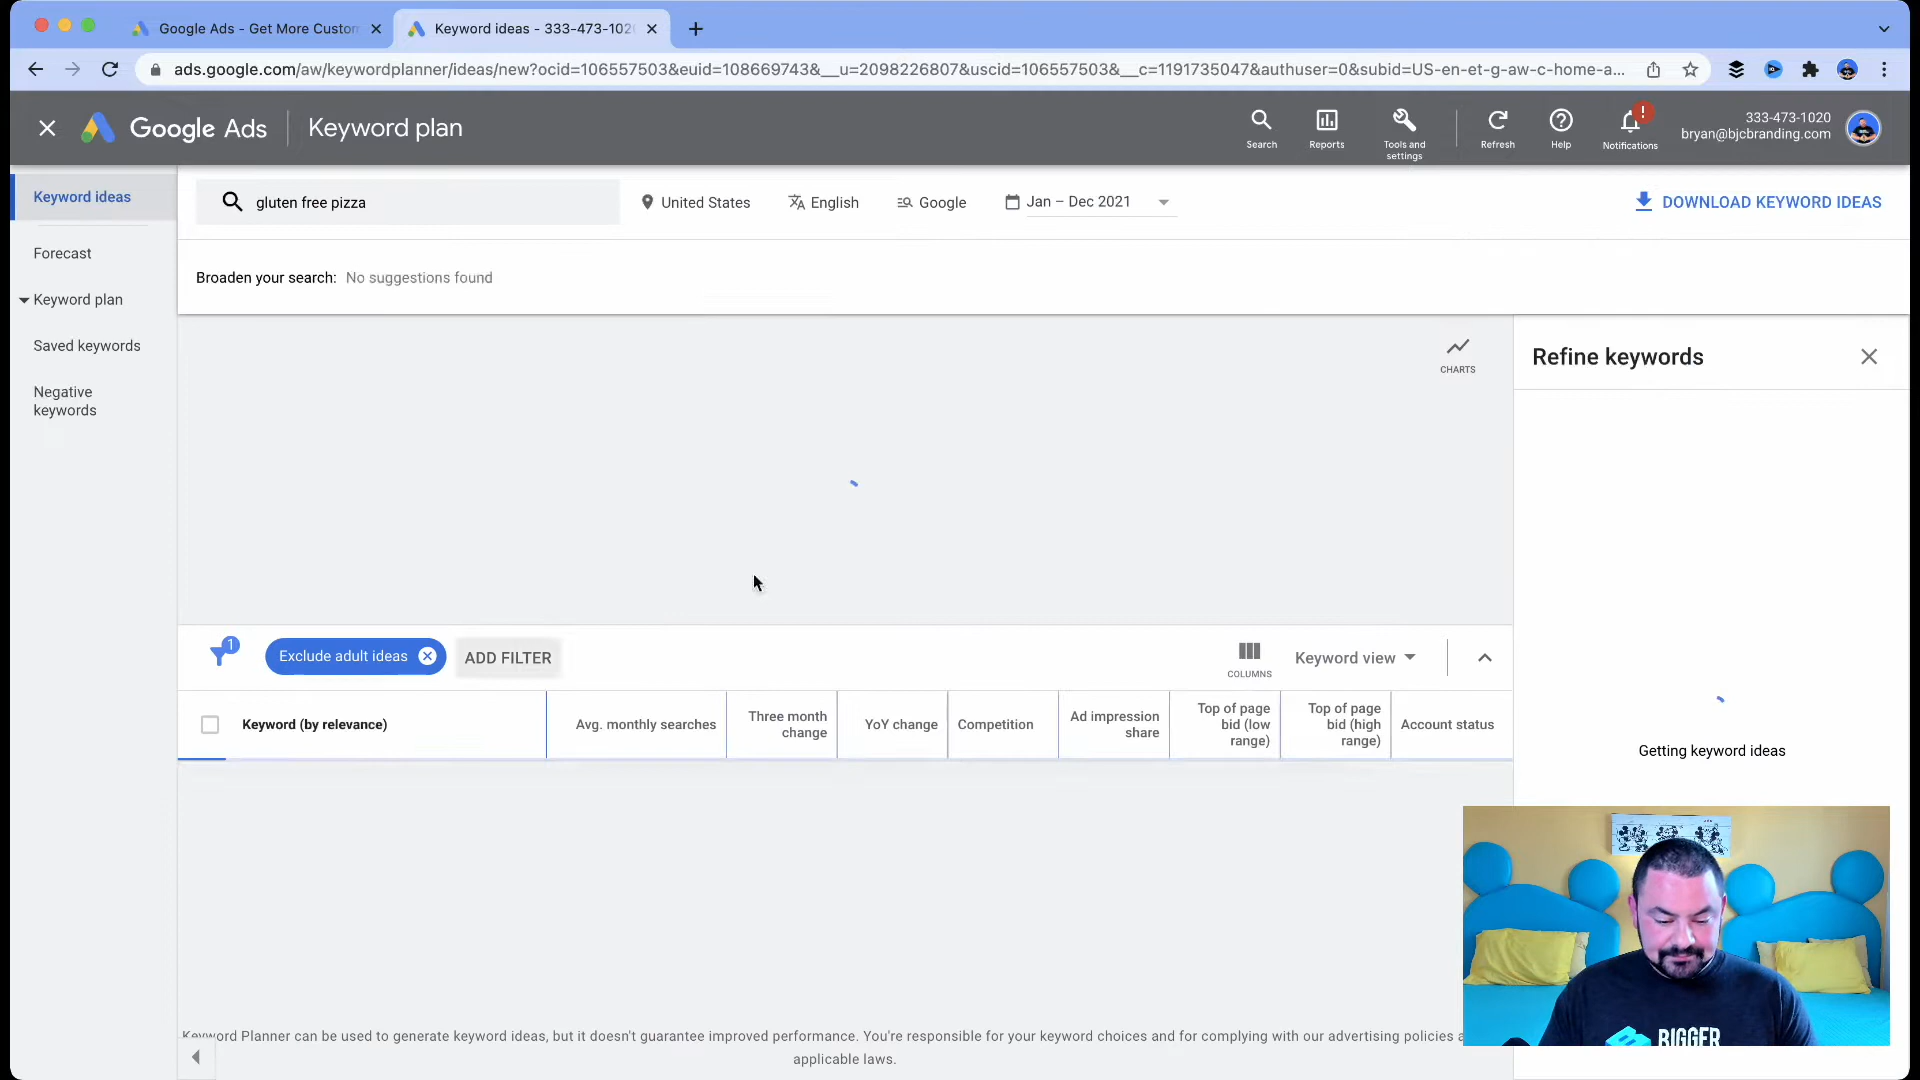 Google Ads - Get More Custom
Keyword ideas - 333-473-102
ads.google.com/aw/keywordplanner/ideas/new?ocid=106557503&euid=108669743&__u=2098226807&uscid=106557503&__c=1191735047&authuser=0&subid=US-en-et-g-aw-c-home-a...
Google Ads
Keyword plan
Search
Reports
Tools and
settings
Refresh
Help
!
Notifications
333-473-1020
bryan@bjcbranding.com
Keyword ideas
Forecast
Keyword plan
Saved keywords
Negative
keywords
gluten free pizza
United States
English
Google
Jan – Dec 2021
DOWNLOAD KEYWORD IDEAS
Broaden your search: No suggestions found
CHARTS
Refine keywords
1
Exclude adult ideas
ADD FILTER
COLUMNS
Keyword view
Keyword (by relevance)
Avg. monthly searches
Three month
change
YoY change
Competition
Ad impression
share
Top of page
bid (low
range)
Top of page
bid (high
range)
Account status
Getting keyword ideas
BIGGER
Keyword Planner can be used to generate keyword ideas, but it doesn't guarantee improved performance. You're responsible for your keyword choices and for complying with our advertising policies a
applicable laws.